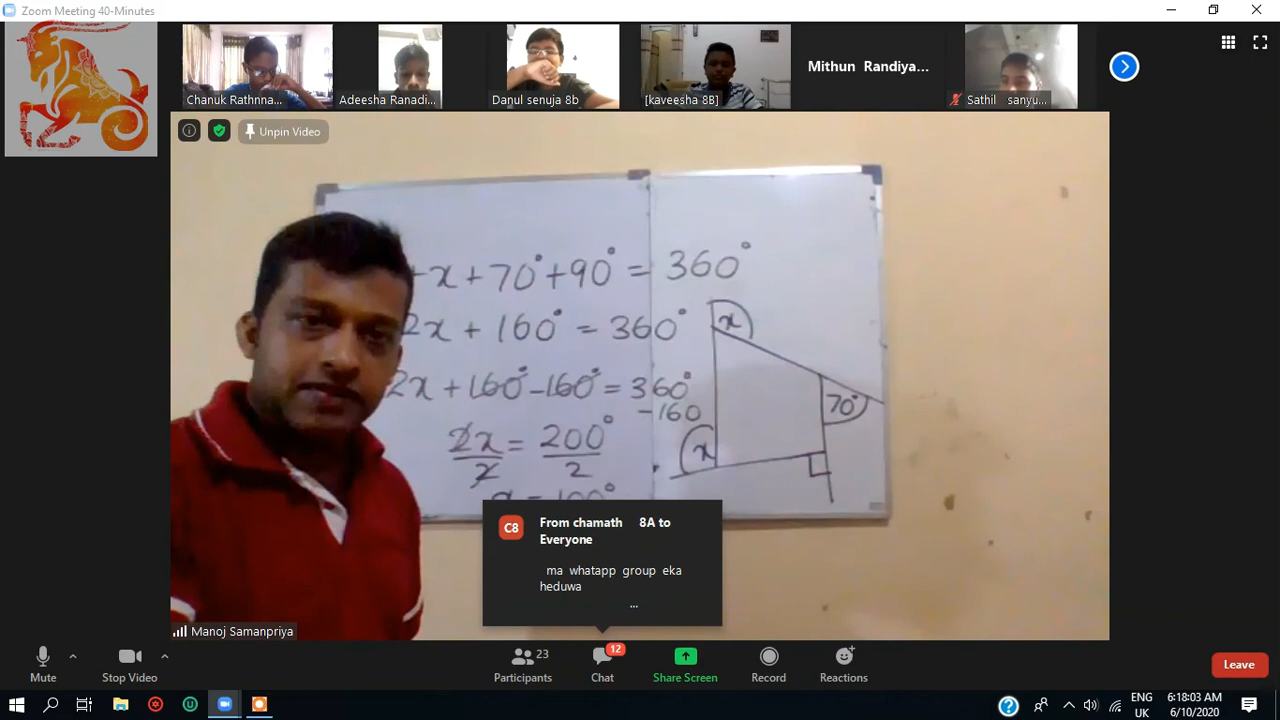 Zoom Meeting 40-Minutes
Chanuk Rathnna...
Adeesha Ranadi...
Danul senuja 8b
[kaveesha 8B]
Mithun Randiya...
Sathil sanyu...
Unpin Video
x + 70° + 90° = 360°
2x + 160° = 360°
2x + 160° - 160° = 360°
- 160
2x = 200°
2 2
= 100°
x
70°
x
C8
From chamath 8A to
Everyone
ma whatapp group eka
heduwa
...
Manoj Samanpriya
Mute
Stop Video
23
Participants
12
Chat
Share Screen
Record
Reactions
Leave
ENG
UK
6:18:03 AM
6/10/2020